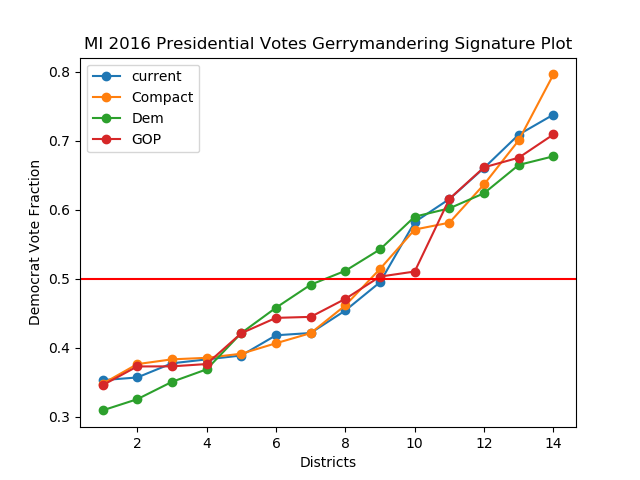 MI 2016 Presidential Votes Gerrymandering Signature Plot
current
Compact
Dem
GOP
0.8
0.7
0.6
0.5
0.4
0.3
Democrat Vote Fraction
2 4 6 8 10 12 14
Districts